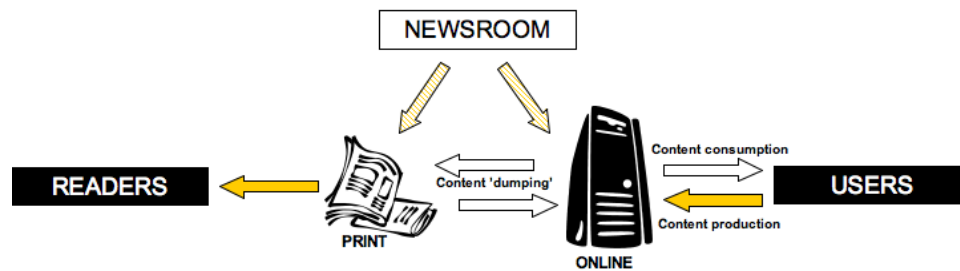 NEWSROOM
Content consumption
READERS
Content 'dumping'
USERS
Content production
PRINT
ONLINE